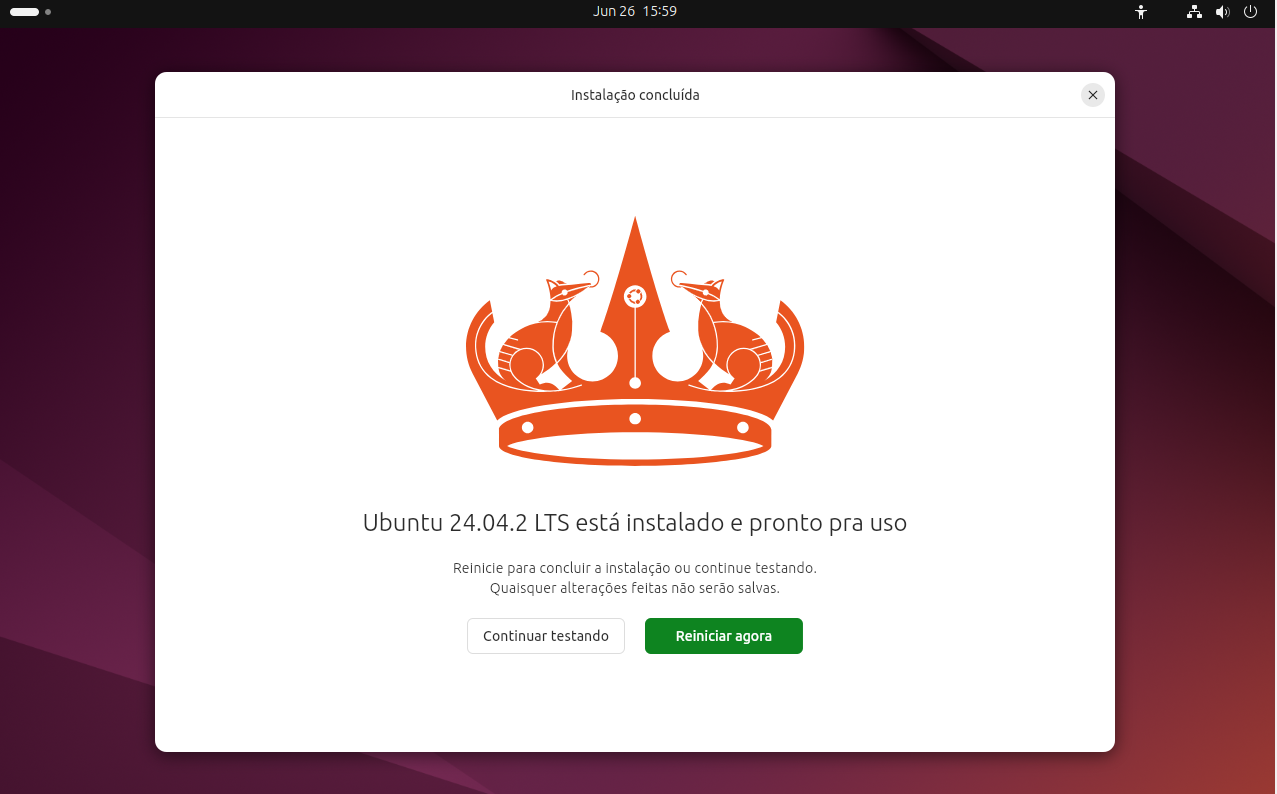 Jun 26 15:59
Instalação concluída
Ubuntu 24.04.2 LTS está instalado e pronto pra uso
Reinicie para concluir a instalação ou continue testando.
Quaisquer alterações feitas não serão salvas.
Continuar testando
Reiniciar agora